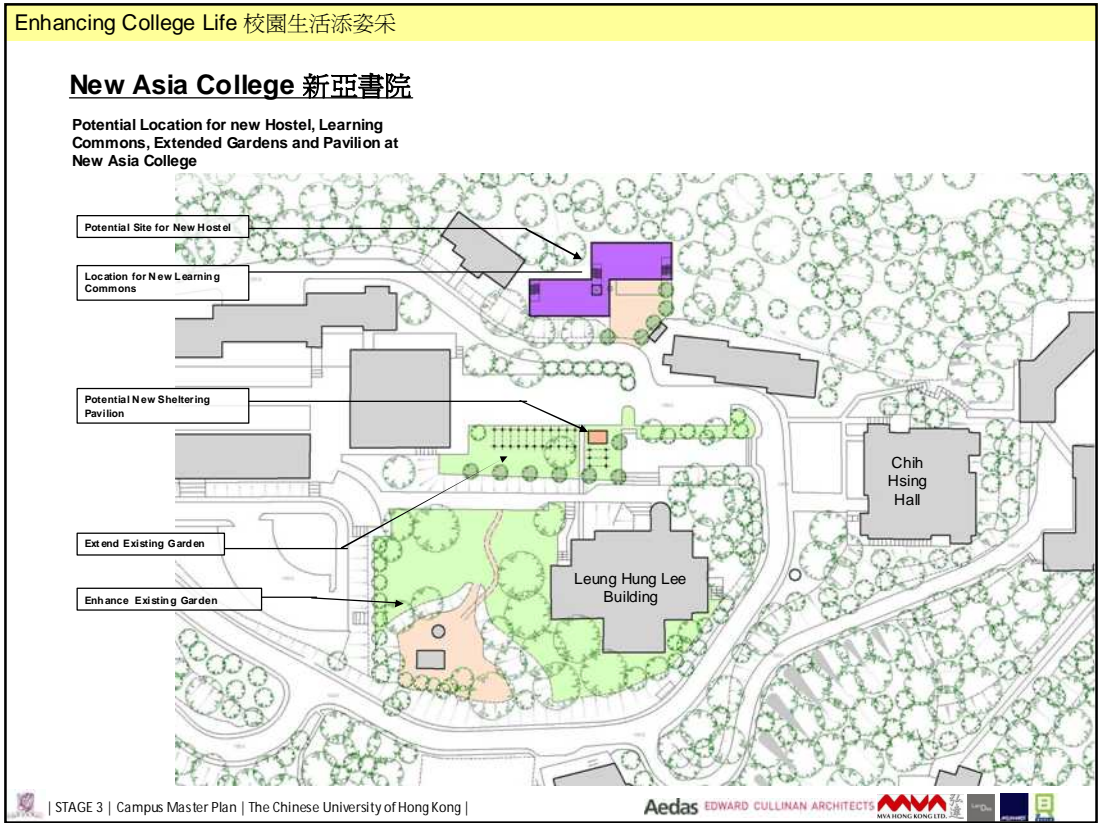 Enhancing College Life 校園生活添姿采
New Asia College 新亞書院
Potential Location for new Hostel, Learning
Commons, Extended Gardens and Pavilion at
New Asia College
Potential Site for New Hostel
Location for New Learning
Commons
Potential New Sheltering
Pavilion
Extend Existing Garden
Enhance Existing Garden
Chih
Hsing
Hall
Leung Hung Lee
Building
| STAGE 3 | Campus Master Plan | The Chinese University of Hong Kong |
Aedas EDWARD CULLINAN ARCHITECTS MVA HONG KONG LTD. 弘達